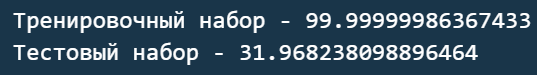 Тренировочный набор - 99.99999986367433
Тестовый набор - 31.968238098896464